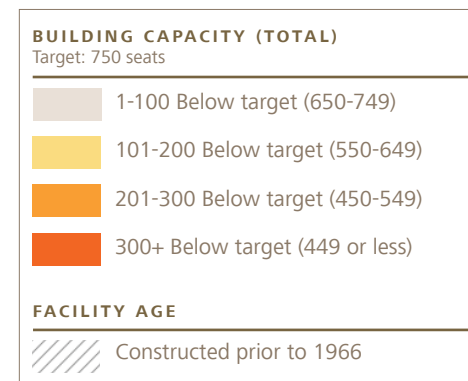 BUILDING CAPACITY (TOTAL)
Target: 750 seats
1-100 Below target (650-749)
101-200 Below target (550-649)
201-300 Below target (450-549)
300+ Below target (449 or less)
FACILITY AGE
Constructed prior to 1966